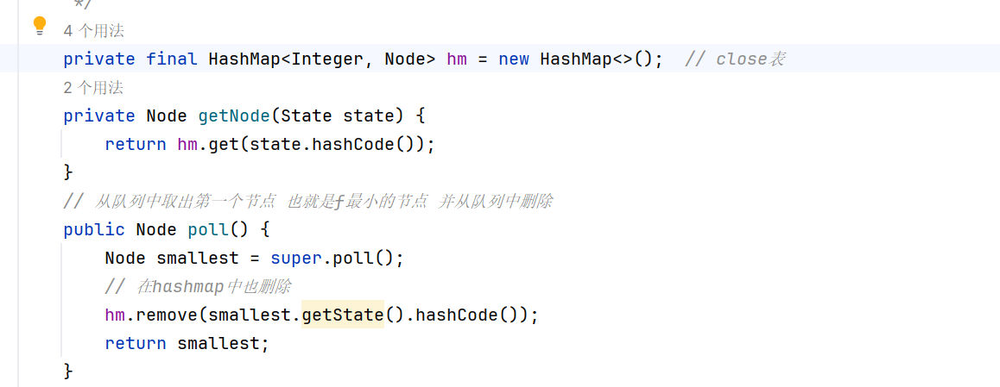 */
4 个用法
private final HashMap<Integer, Node> hm = new HashMap<>();  // close表
2 个用法
private Node getNode(State state) {
    return hm.get(state.hashCode());
}
// 从队列中取出第一个节点 也就是f最小的节点 并从队列中删除
public Node poll() {
    Node smallest = super.poll();
    // 在hashmap中也删除
    hm.remove(smallest.getState().hashCode());
    return smallest;
}